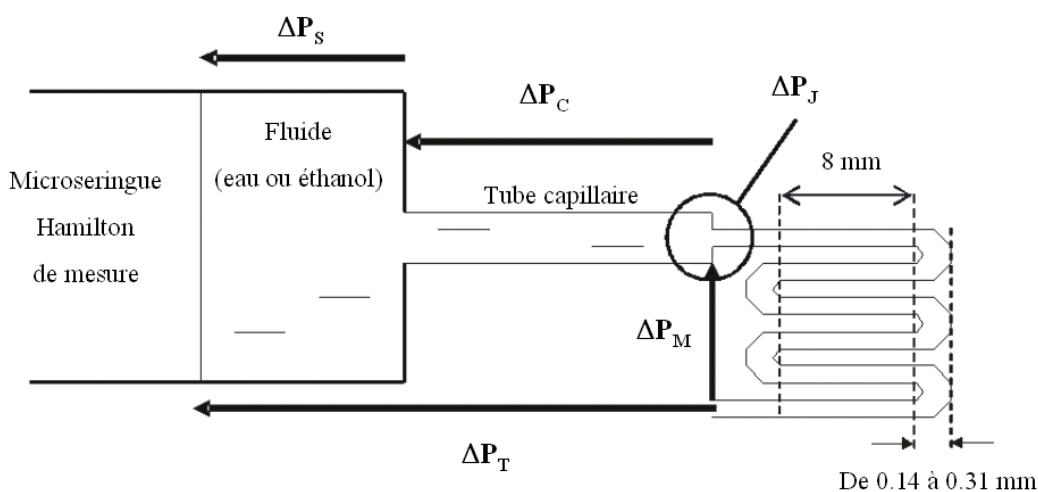 ΔP_S
ΔP_C
ΔP_J
Fluide
(eau ou éthanol)
8 mm
Microseringue
Hamilton
de mesure
Tube capillaire
ΔP_M
ΔP_T
De 0.14 à 0.31 mm